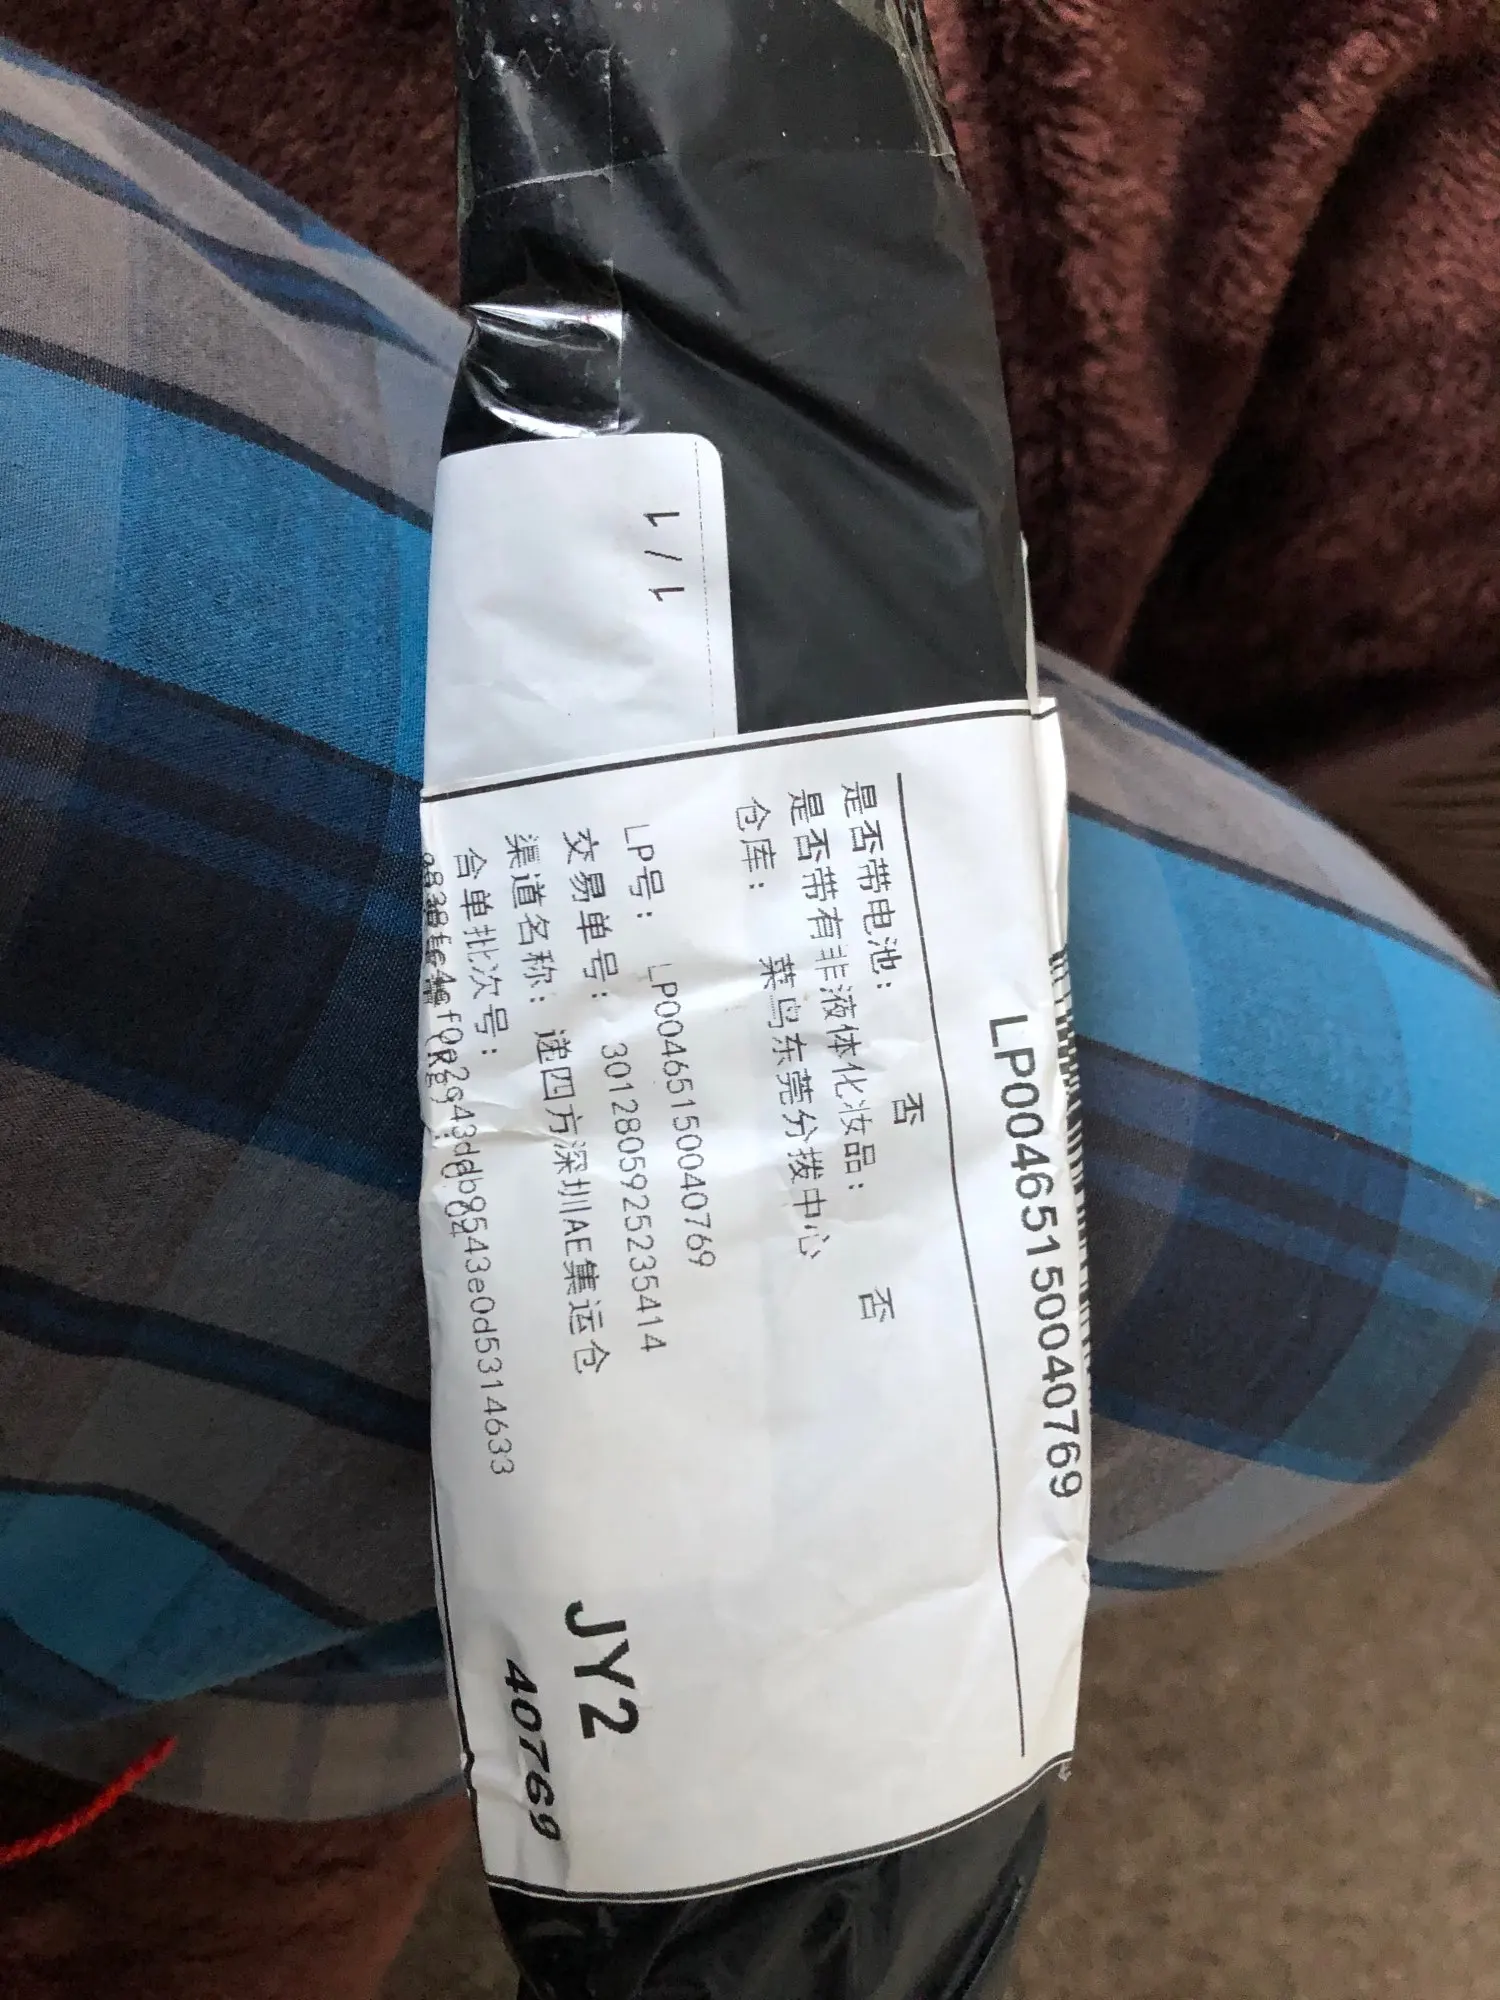 LP00465150040769
是否带电池： 否
是否带有非液体化妆品： 否
仓库： 菜鸟东莞分拨中心
LP号： LP00465150040769
交易单号： 3012805925235414
渠道名称： 递四方深圳AE集运仓
合单批次号：
JY2
40769
1 / 1